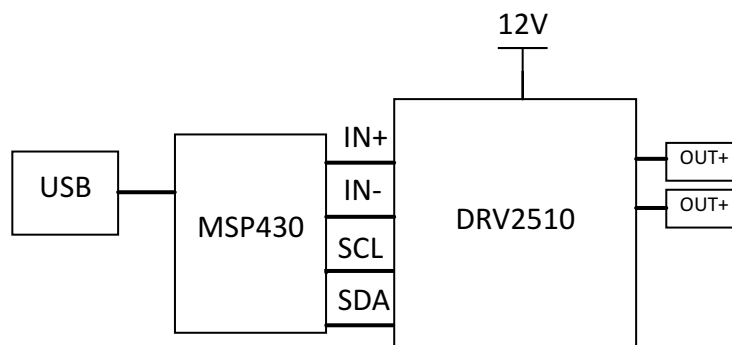 12V
IN+
OUT+
USB
IN-
OUT+
MSP430
DRV2510
SCL
SDA